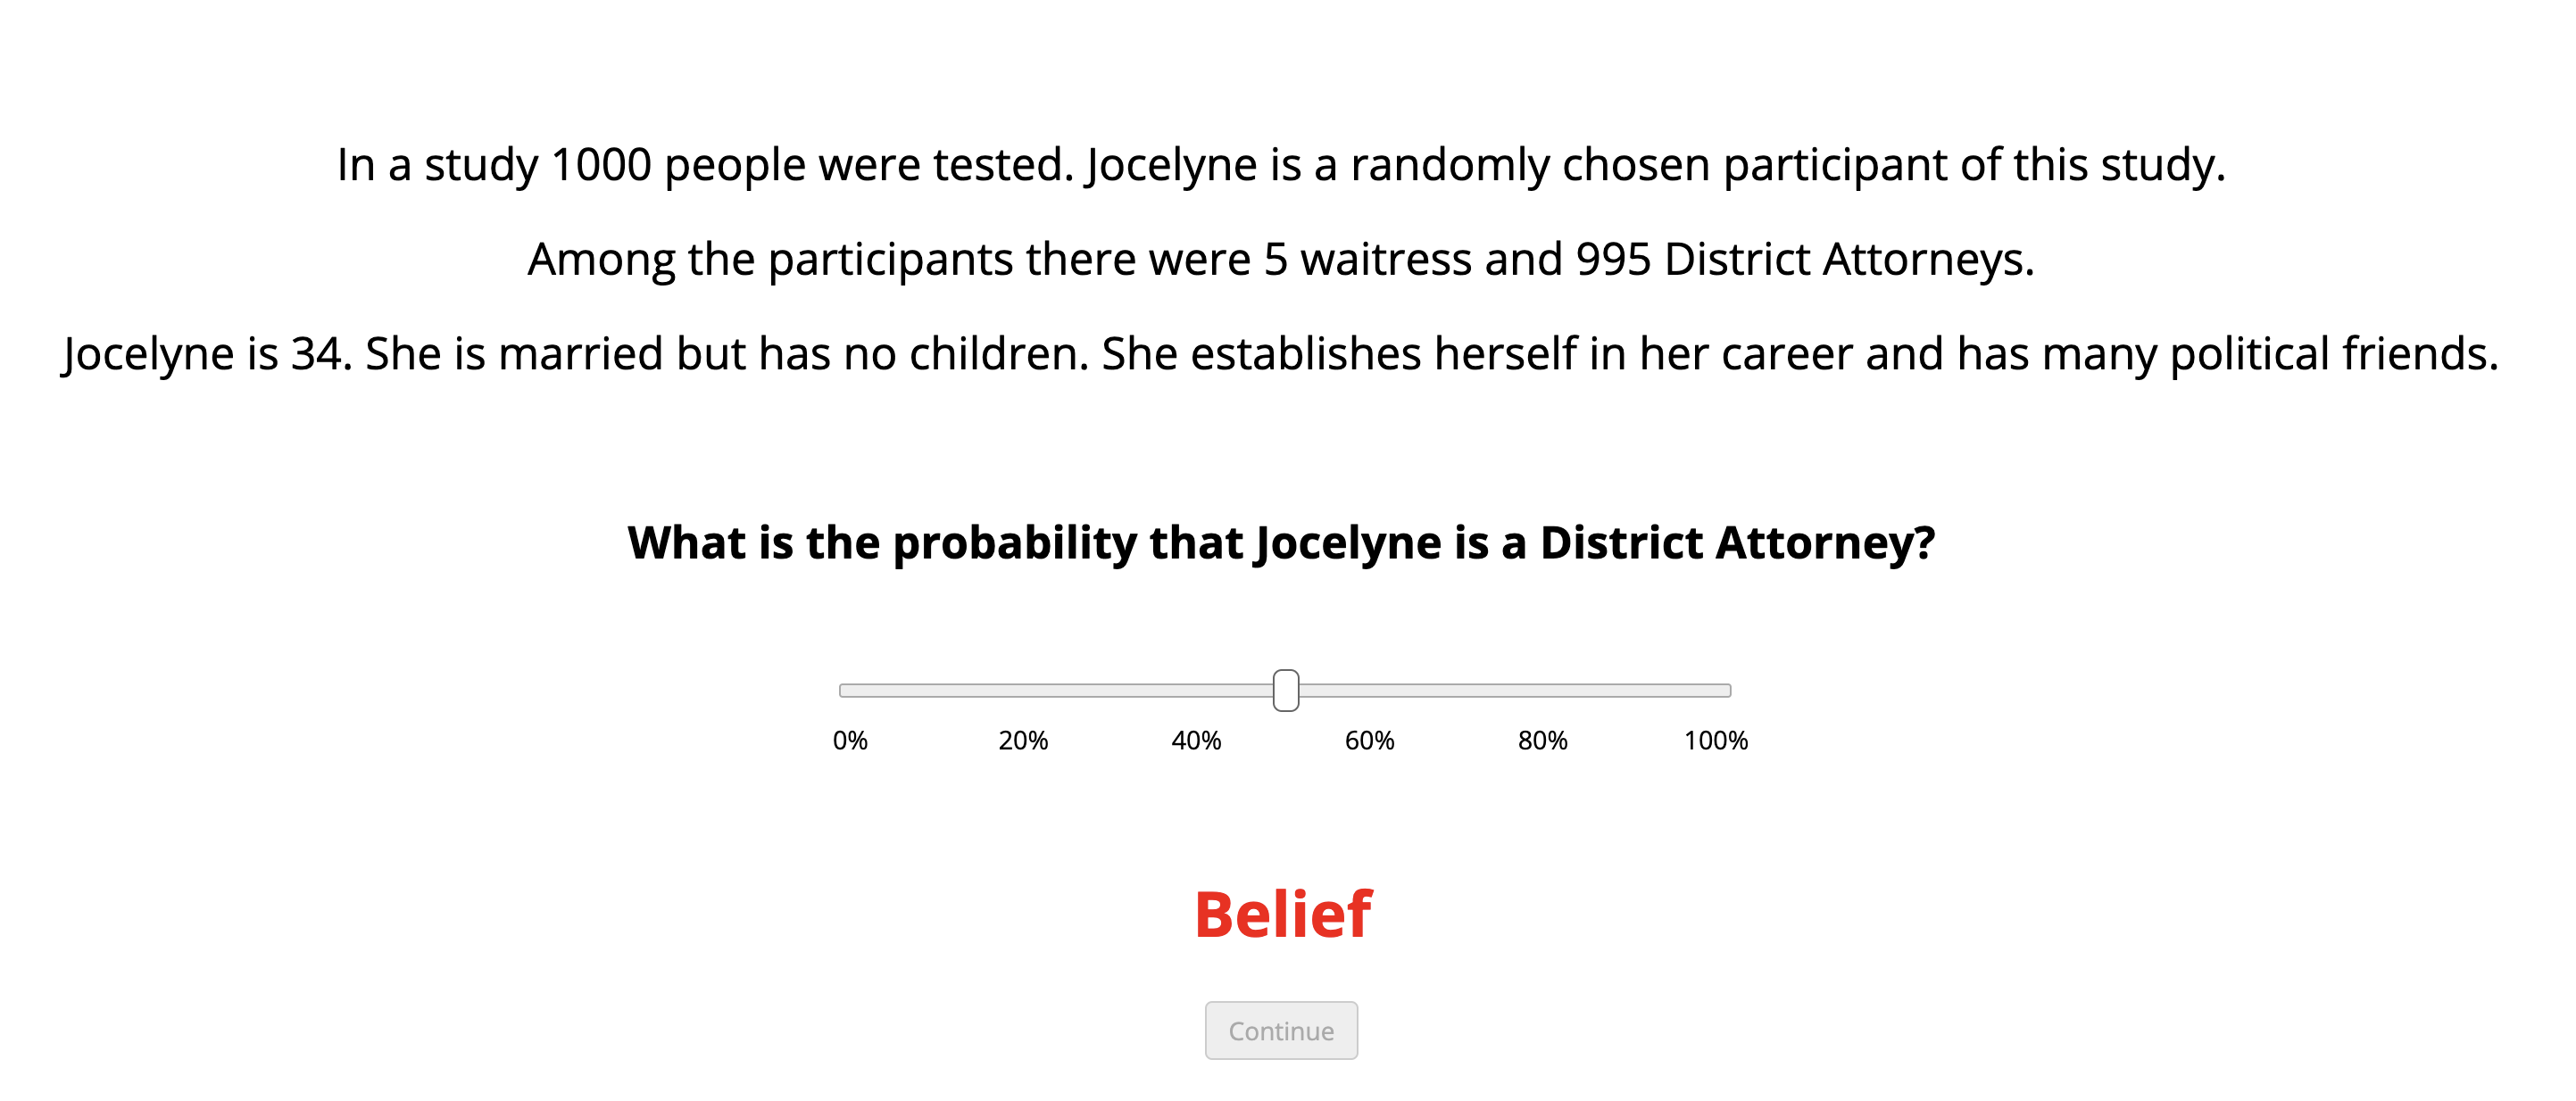 In a study 1000 people were tested. Jocelyne is a randomly chosen participant of this study.
Among the participants there were 5 waitress and 995 District Attorneys.
Jocelyne is 34. She is married but has no children. She establishes herself in her career and has many political friends.
What is the probability that Jocelyne is a District Attorney?
0% 20% 40% 60% 80% 100%
Belief
Continue